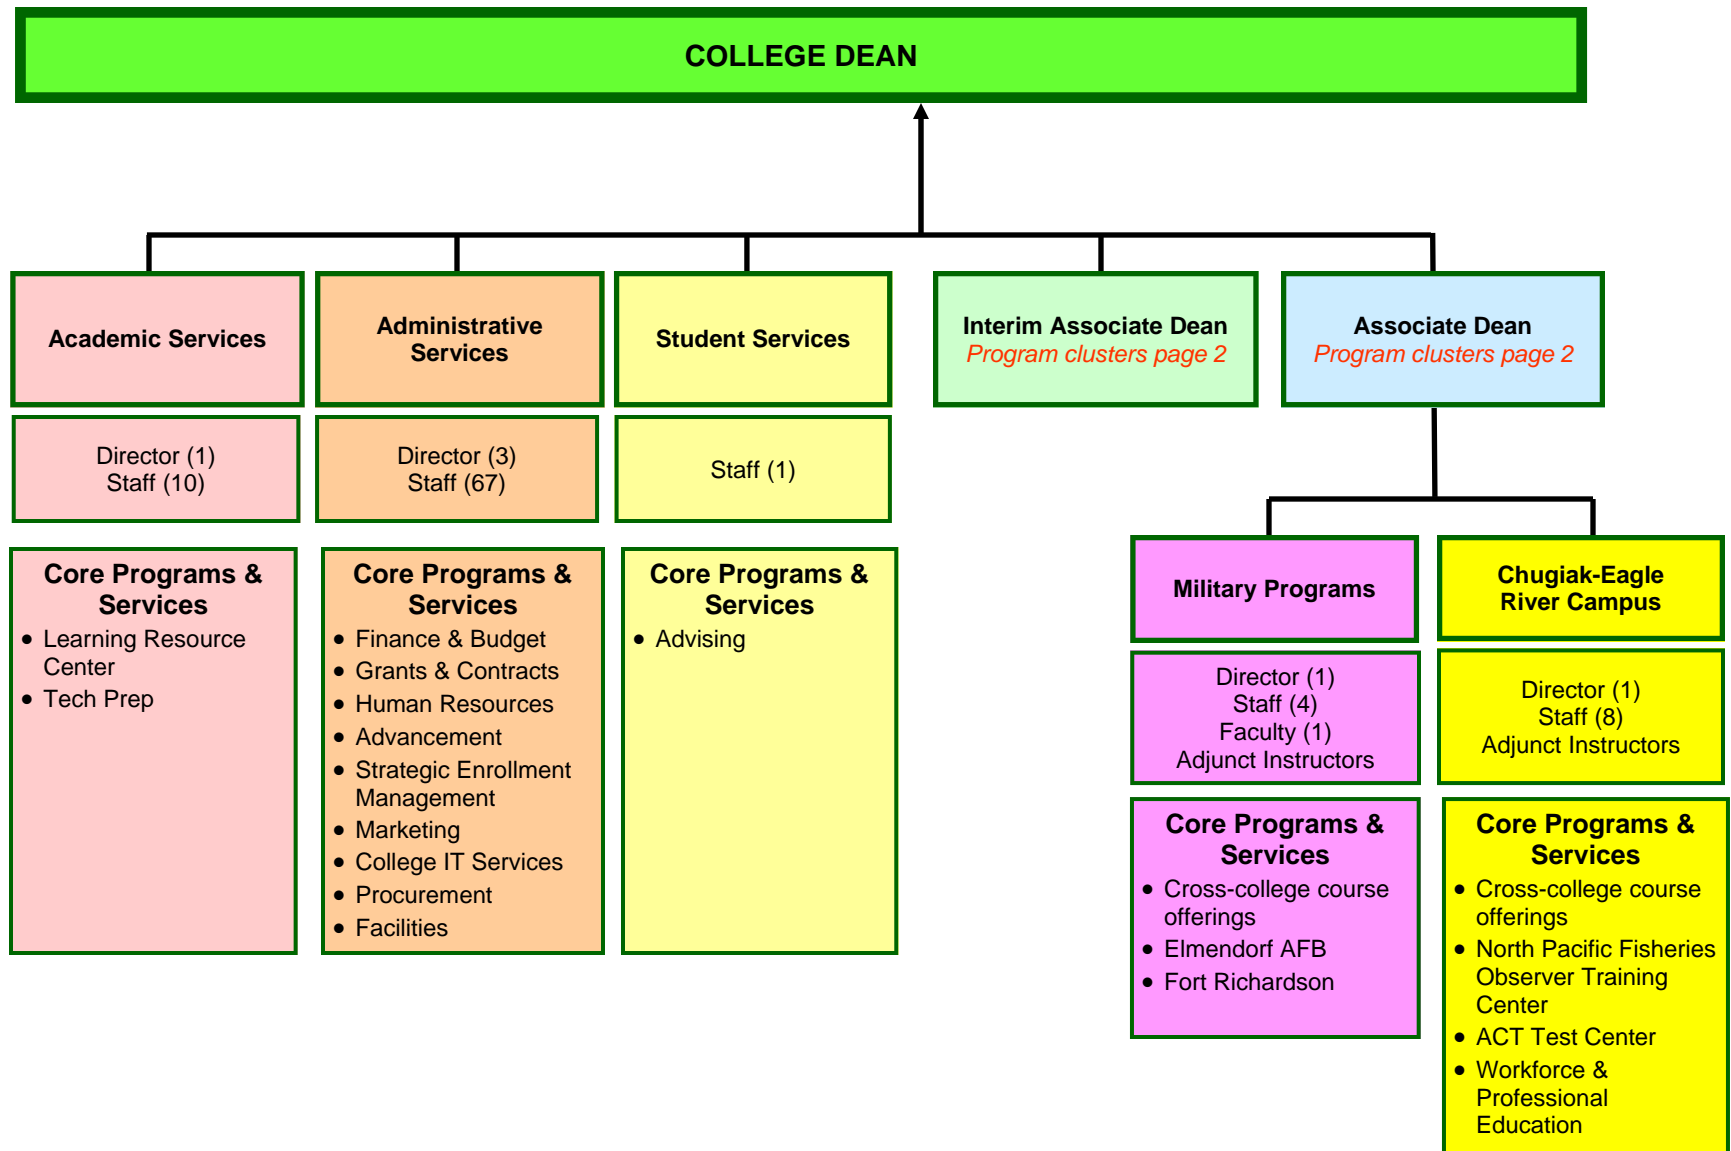 COLLEGE DEAN
Academic Services
Administrative
Services
Student Services
Interim Associate Dean
Program clusters page 2
Associate Dean
Program clusters page 2
Director (1)
Staff (10)
Director (3)
Staff (67)
Staff (1)
Core Programs &
Services
• Learning Resource
Center
• Tech Prep
Core Programs &
Services
• Finance & Budget
• Grants & Contracts
• Human Resources
• Advancement
• Strategic Enrollment
Management
• Marketing
• College IT Services
• Procurement
• Facilities
Core Programs &
Services
• Advising
Military Programs
Chugiak-Eagle
River Campus
Director (1)
Staff (4)
Faculty (1)
Adjunct Instructors
Director (1)
Staff (8)
Adjunct Instructors
Core Programs &
Services
• Cross-college course
offerings
• Elmendorf AFB
• Fort Richardson
Core Programs &
Services
• Cross-college course
offerings
• North Pacific Fisheries
Observer Training
Center
• ACT Test Center
• Workforce &
Professional
Education